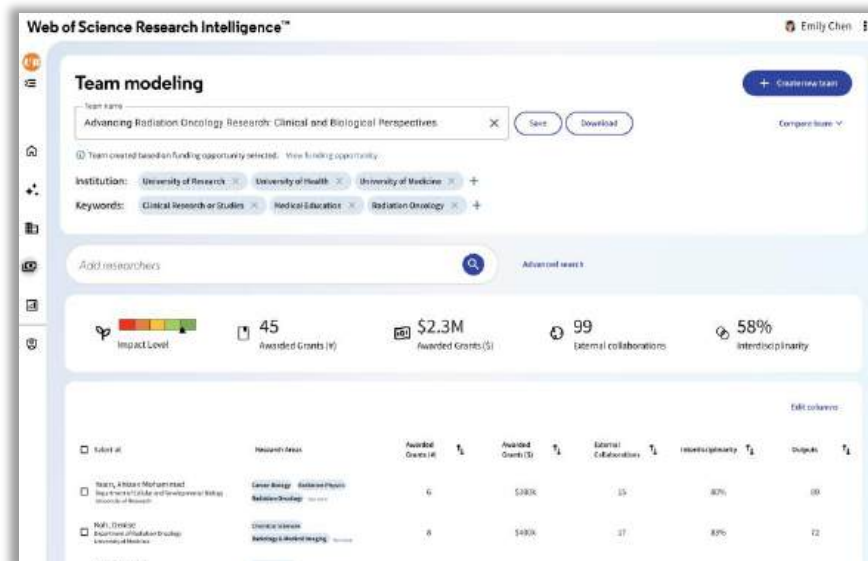 Web of Science Research Intelligence™
Emily Chen
Team modeling
+ Create new team
Team name
Advancing Radiation Oncology Research: Clinical and Biological Perspectives
Save
Download
Compare teams
Team created based on funding opportunity selected. View funding opportunity
Institution: University of Research × University of Health × University of Medicine × +
Keywords: Clinical Research or Studies × Medical Education × Radiation Oncology × +
Add researchers
Advanced search
Impact Level
45
Awarded Grants (#)
$2.3M
Awarded Grants ($)
99
External collaborations
58%
Interdisciplinarity
Edit columns
Select all
Research Areas
Awarded Grants (#)
Awarded Grants ($)
External Collaborations
Interdisciplinarity
Outputs
Cancer Biology Radiation Physics
Department of Cellular and Developmental Biology
University of Research
Radiation Oncology
6
15
80%
Noh, Denise
Department of Radiation Oncology
University of Medicine
Chemical Sciences
Radiology & Medical Imaging
8
$400k
17
83%
72